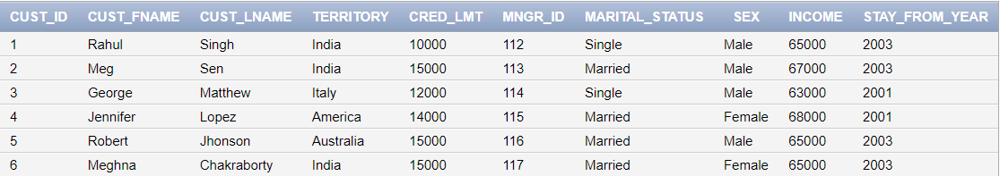 CUST_ID CUST_FNAME CUST_LNAME TERRITORY CRED_LMT MNGR_ID MARITAL_STATUS SEX INCOME STAY_FROM_YEAR
1 Rahul Singh India 10000 112 Single Male 65000 2003
2 Meg Sen India 15000 113 Married Male 67000 2003
3 George Matthew Italy 12000 114 Single Male 63000 2001
4 Jennifer Lopez America 14000 115 Married Female 68000 2001
5 Robert Jhonson Australia 15000 116 Married Male 65000 2003
6 Meghna Chakraborty India 15000 117 Married Female 65000 2003